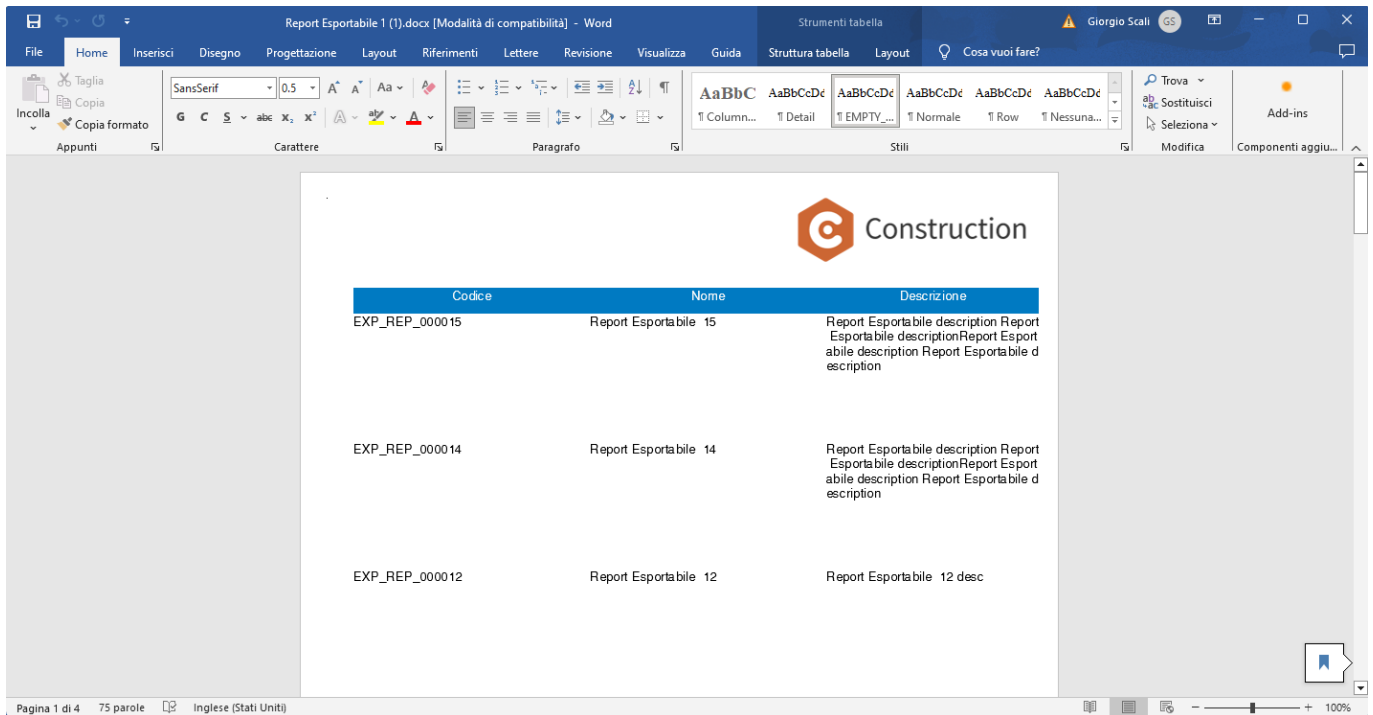 Report Esportabile 1 (1).docx [Modalità di compatibilità] - Word
Strumenti tabella
Giorgio Scali GS
File Home Inserisci Disegno Progettazione Layout Riferimenti Lettere Revisione Visualizza Guida Struttura tabella Layout Cosa vuoi fare?
Incolla
Taglia
Copia
Copia formato
Appunti
SansSerif 0.5 A A Aa
G C S abc x₂ x² A ab A
Carattere
Paragrafo
AaBbC AaBbCcDd AaBbCcDd AaBbCcDd AaBbCcDd AaBbCcDd
¶ Column... ¶ Detail ¶ EMPTY_... ¶ Normale ¶ Row ¶ Nessuna...
Stili
Trova
Sostituisci
Seleziona
Modifica
Add-ins
Componenti aggiu...
Construction
Codice Nome Descrizione
EXP_REP_000015 Report Esportabile 15 Report Esportabile description Report
Esportabile descriptionReport Esport
abile description Report Esportabile d
escription
EXP_REP_000014 Report Esportabile 14 Report Esportabile description Report
Esportabile descriptionReport Esport
abile description Report Esportabile d
escription
EXP_REP_000012 Report Esportabile 12 Report Esportabile 12 desc
Pagina 1 di 4 75 parole Inglese (Stati Uniti) 100%